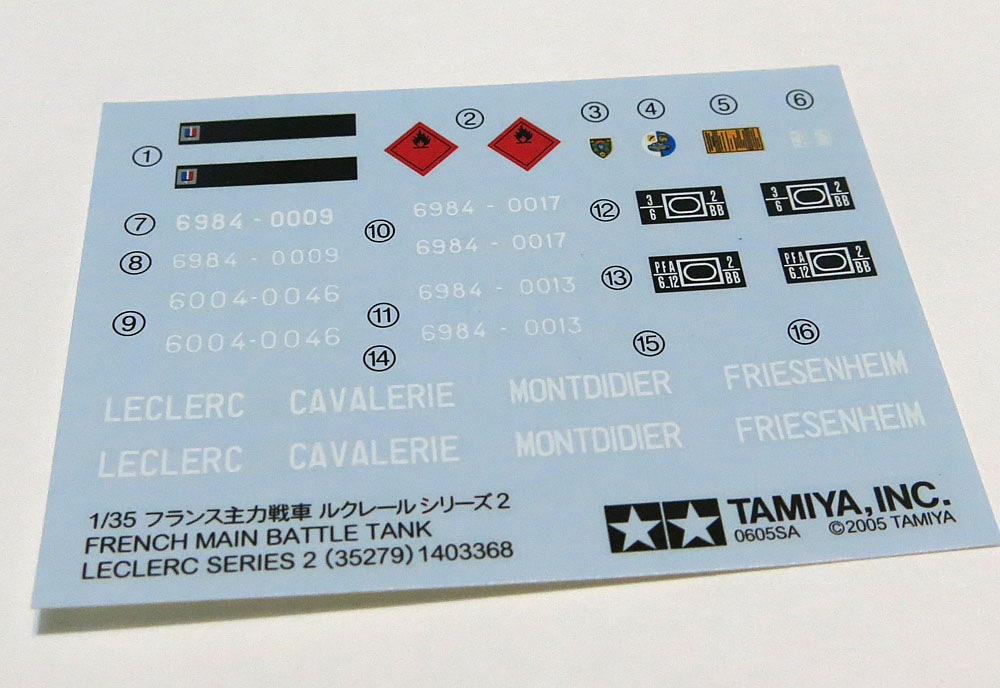 ① ② ③ ④ ⑤ ⑥
⑦ 6984-0009
⑧ 6984-0009
⑨ 6004-0046
6004-0046
⑩ 6984-0017
6984-0017
⑪ 6984-0013
6984-0013
⑫ 3/6 2/BB 3/6 2/BB
⑬ PFA 6.12 2/BB PFA 6.12 2/BB
⑭ ⑮ ⑯
LECLERC CAVALERIE MONTDIDIER FRIESENHEIM
LECLERC CAVALERIE MONTDIDIER FRIESENHEIM
1/35 フランス主力戦車 ルクレールシリーズ2
FRENCH MAIN BATTLE TANK
LECLERC SERIES 2 (35279) 1403368
TAMIYA, INC.
0605SA ©2005 TAMIYA